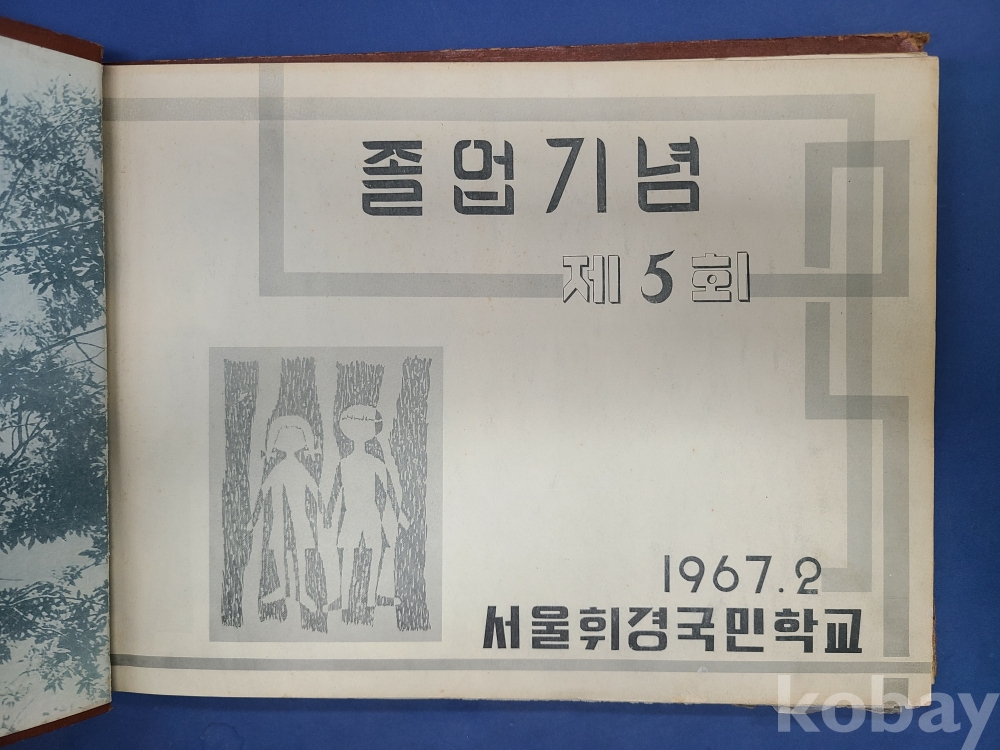 졸업기념
제5회
1967.2
서울휘경국민학교
kobay